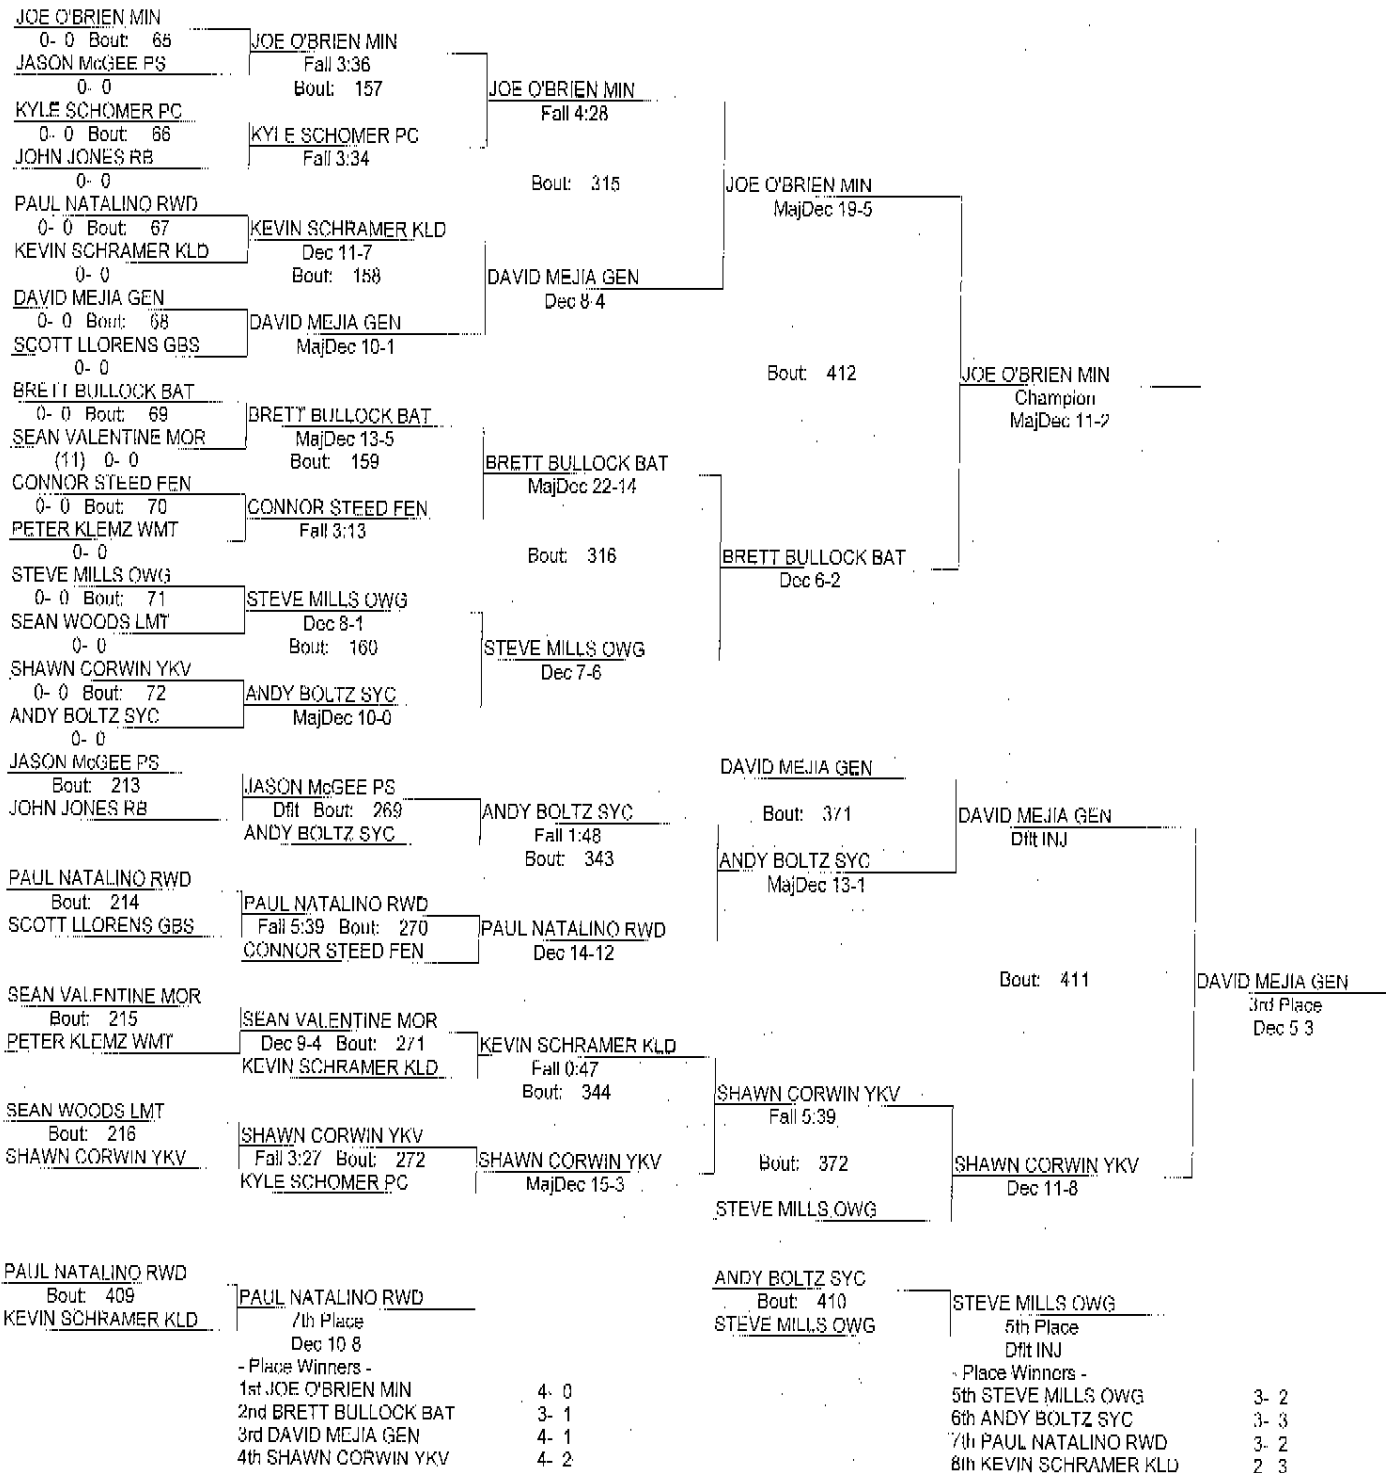 JOE O'BRIEN MIN
0- 0 Bout: 65
JASON McGEE PS
0- 0
KYLE SCHOMER PC
0- 0 Bout: 66
JOHN JONES RB
0- 0
PAUL NATALINO RWD
0- 0 Bout: 67
KEVIN SCHRAMER KLD
0- 0
DAVID MEJIA GEN
0- 0 Bout: 68
SCOTT LLORENS GBS
0- 0
BRETT BULLOCK BAT
0- 0 Bout: 69
SEAN VALENTINE MOR
(11) 0- 0
CONNOR STEED FEN
0- 0 Bout: 70
PETER KLEMZ WMT
0- 0
STEVE MILLS OWG
0- 0 Bout: 71
SEAN WOODS LMT
0- 0
SHAWN CORWIN YKV
0- 0 Bout: 72
ANDY BOLTZ SYC
0- 0
JOE O'BRIEN MIN
Fall 3:36
Bout: 157
KYLE SCHOMER PC
Fall 3:34
KEVIN SCHRAMER KLD
Dec 11-7
Bout: 158
DAVID MEJIA GEN
MajDec 10-1
BRETT BULLOCK BAT
MajDec 13-5
Bout: 159
CONNOR STEED FEN
Fall 3:13
STEVE MILLS OWG
Dec 8-1
Bout: 160
ANDY BOLTZ SYC
MajDec 10-0
JOE O'BRIEN MIN
Fall 4:28
Bout: 315
DAVID MEJIA GEN
Dec 8-4
BRETT BULLOCK BAT
MajDec 22-14
Bout: 316
STEVE MILLS OWG
Dec 7-6
JOE O'BRIEN MIN
MajDec 19-5
Bout: 412
BRETT BULLOCK BAT
Dec 6-2
JOE O'BRIEN MIN
Champion
MajDec 11-2
JASON McGEE PS
Bout: 213
JOHN JONES RB
PAUL NATALINO RWD
Bout: 214
SCOTT LLORENS GBS
SEAN VALENTINE MOR
Bout: 215
PETER KLEMZ WMT
SEAN WOODS LMT
Bout: 216
SHAWN CORWIN YKV
JASON McGEE PS
Dflt Bout: 269
ANDY BOLTZ SYC
PAUL NATALINO RWD
Fall 5:39 Bout: 270
CONNOR STEED FEN
SEAN VALENTINE MOR
Dec 9-4 Bout: 271
KEVIN SCHRAMER KLD
SHAWN CORWIN YKV
Fall 3:27 Bout: 272
KYLE SCHOMER PC
ANDY BOLTZ SYC
Fall 1:48
Bout: 343
PAUL NATALINO RWD
Dec 14-12
KEVIN SCHRAMER KLD
Fall 0:47
Bout: 344
SHAWN CORWIN YKV
MajDec 15-3
DAVID MEJIA GEN
Bout: 371
ANDY BOLTZ SYC
MajDec 13-1
SHAWN CORWIN YKV
Fall 5:39
Bout: 372
STEVE MILLS OWG
DAVID MEJIA GEN
Dflt INJ
Bout: 411
SHAWN CORWIN YKV
Dec 11-8
DAVID MEJIA GEN
3rd Place
Dec 5 3
PAUL NATALINO RWD
Bout: 409
KEVIN SCHRAMER KLD
PAUL NATALINO RWD
7th Place
Dec 10 8
- Place Winners -
1st JOE O'BRIEN MIN 4- 0
2nd BRETT BULLOCK BAT 3- 1
3rd DAVID MEJIA GEN 4- 1
4th SHAWN CORWIN YKV 4- 2
ANDY BOLTZ SYC
Bout: 410
STEVE MILLS OWG
STEVE MILLS OWG
5th Place
Dflt INJ
- Place Winners -
5th STEVE MILLS OWG 3- 2
6th ANDY BOLTZ SYC 3- 3
7th PAUL NATALINO RWD 3- 2
8th KEVIN SCHRAMER KLD 2 3